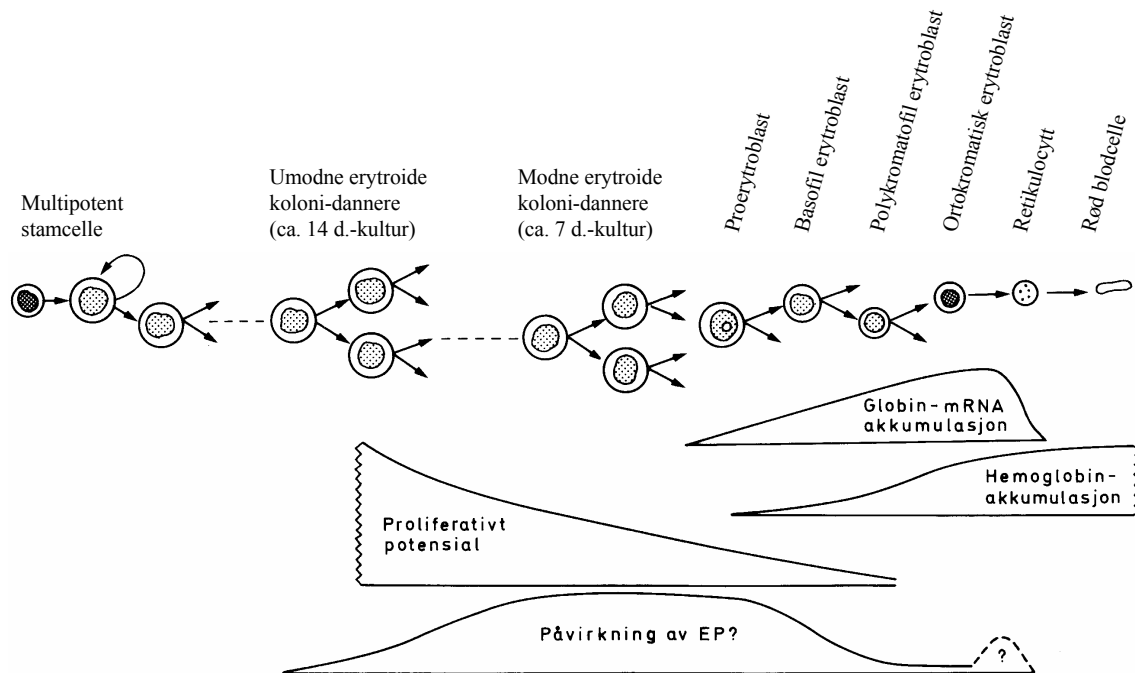 Multipotent
stamcelle
Umodne erytroide
koloni-dannere
(ca. 14 d.-kultur)
Modne erytroide
koloni-dannere
(ca. 7 d.-kultur)
Proerytroblast
Basofil erytroblast
Polykromatofil erytroblast
Ortokromatisk erytroblast
Retikulocytt
Rød blodcelle
Globin-mRNA
akkumulasjon
Hemoglobin-
akkumulasjon
Proliferativt
potensial
Påvirkning av EP?
?